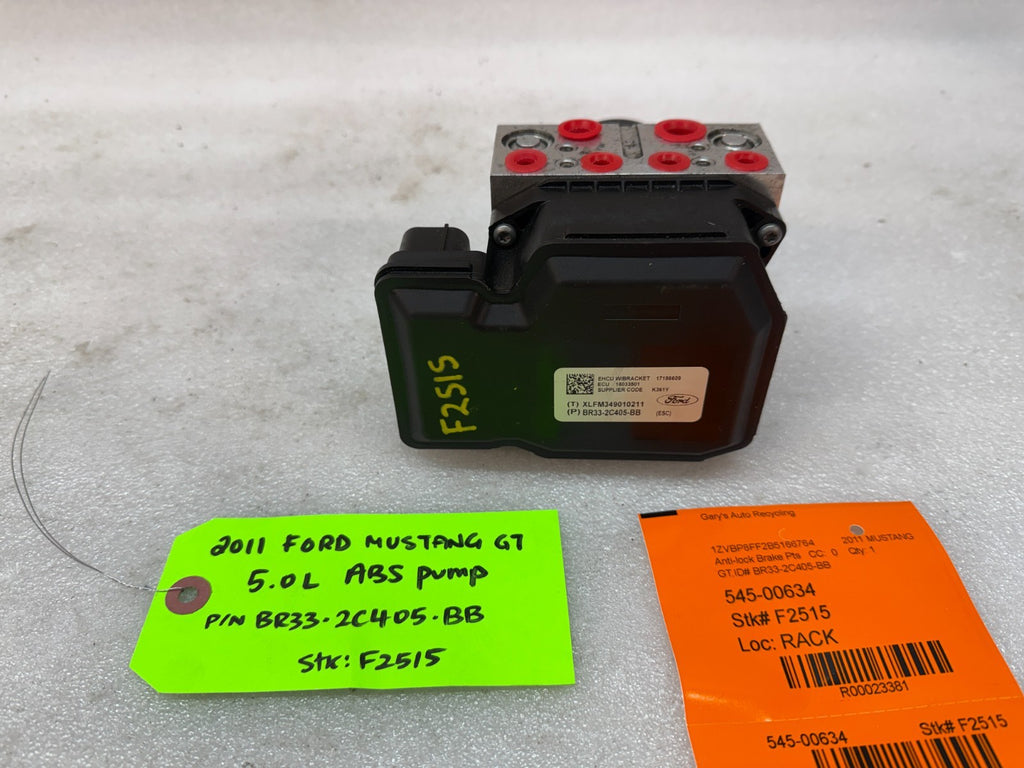 EHCU W/BRACKET 17188620
ECU 18033501
SUPPLIER CODE K361Y
(T) XLFM349010211
(P) BR33-2C405-BB
Ford
(ESC)
F2515
2011 FORD MUSTANG GT
5.0L ABS pump
P/N BR33-2C405-BB
Stk: F2515
Gary's Auto Recycling
1ZVBP8FF2B5166764 2011 MUSTANG
Anti-lock Brake Pts CC: 0 Qty: 1
GT,ID# BR33-2C405-BB
545-00634
Stk# F2515
Loc: RACK
R00023381
545-00634 Stk# F2515